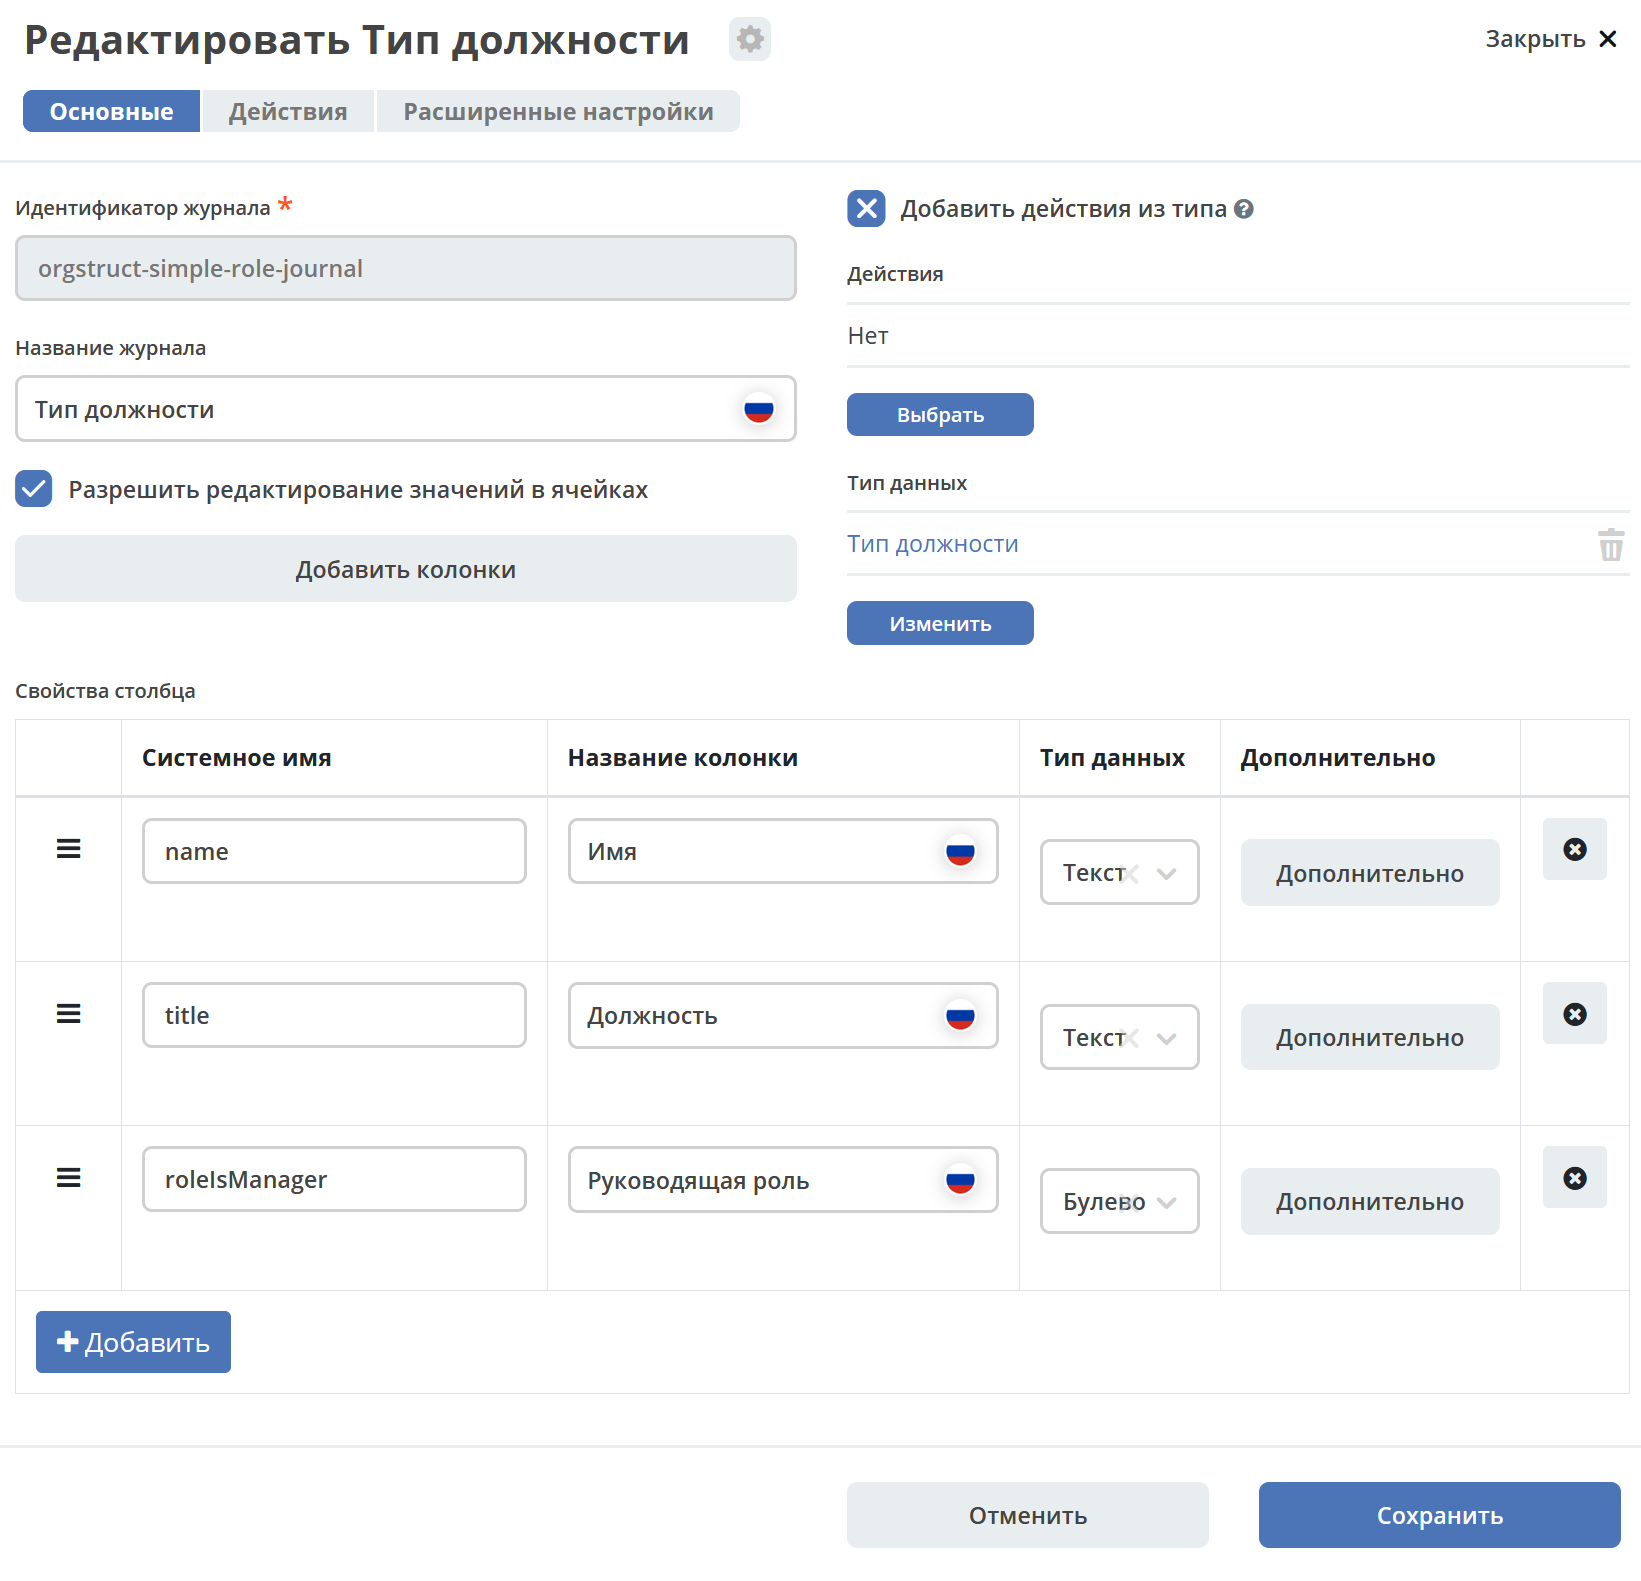 Редактировать Тип должности
Закрыть
Основные
Действия
Расширенные настройки
Идентификатор журнала *
orgstruct-simple-role-journal
Название журнала
Тип должности
Разрешить редактирование значений в ячейках
Добавить колонки
Добавить действия из типа
Действия
Нет
Выбрать
Тип данных
Тип должности
Изменить
Свойства столбца
Системное имя Название колонки Тип данных Дополнительно
name Имя Текст Дополнительно
title Должность Текст Дополнительно
roleIsManager Руководящая роль Булево Дополнительно
Добавить
Отменить Сохранить